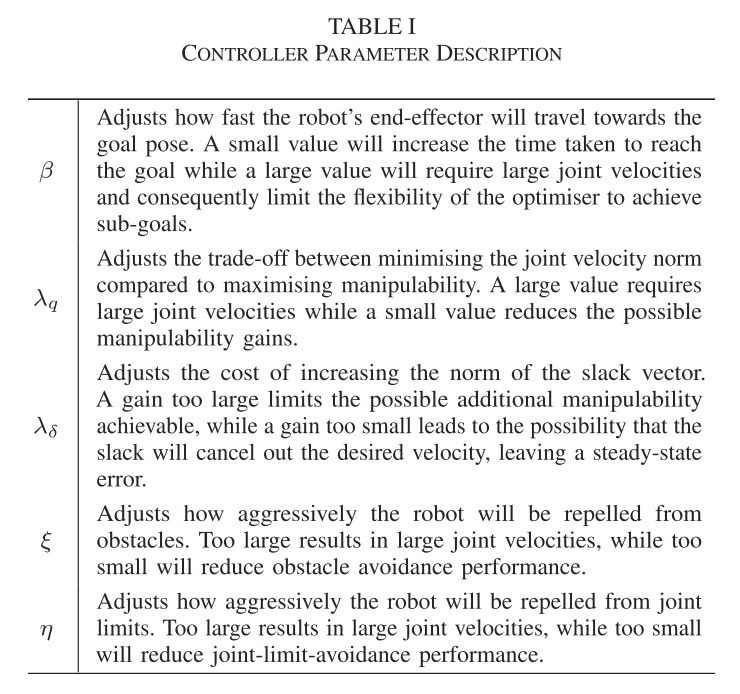 TABLE I
CONTROLLER PARAMETER DESCRIPTION
β
Adjusts how fast the robot's end-effector will travel towards the
goal pose. A small value will increase the time taken to reach
the goal while a large value will require large joint velocities
and consequently limit the flexibility of the optimiser to achieve
sub-goals.
λq
Adjusts the trade-off between minimising the joint velocity norm
compared to maximising manipulability. A large value requires
large joint velocities while a small value reduces the possible
manipulability gains.
λδ
Adjusts the cost of increasing the norm of the slack vector.
A gain too large limits the possible additional manipulability
achievable, while a gain too small leads to the possibility that the
slack will cancel out the desired velocity, leaving a steady-state
error.
ξ
Adjusts how aggressively the robot will be repelled from
obstacles. Too large results in large joint velocities, while too
small will reduce obstacle avoidance performance.
η
Adjusts how aggressively the robot will be repelled from joint
limits. Too large results in large joint velocities, while too small
will reduce joint-limit-avoidance performance.